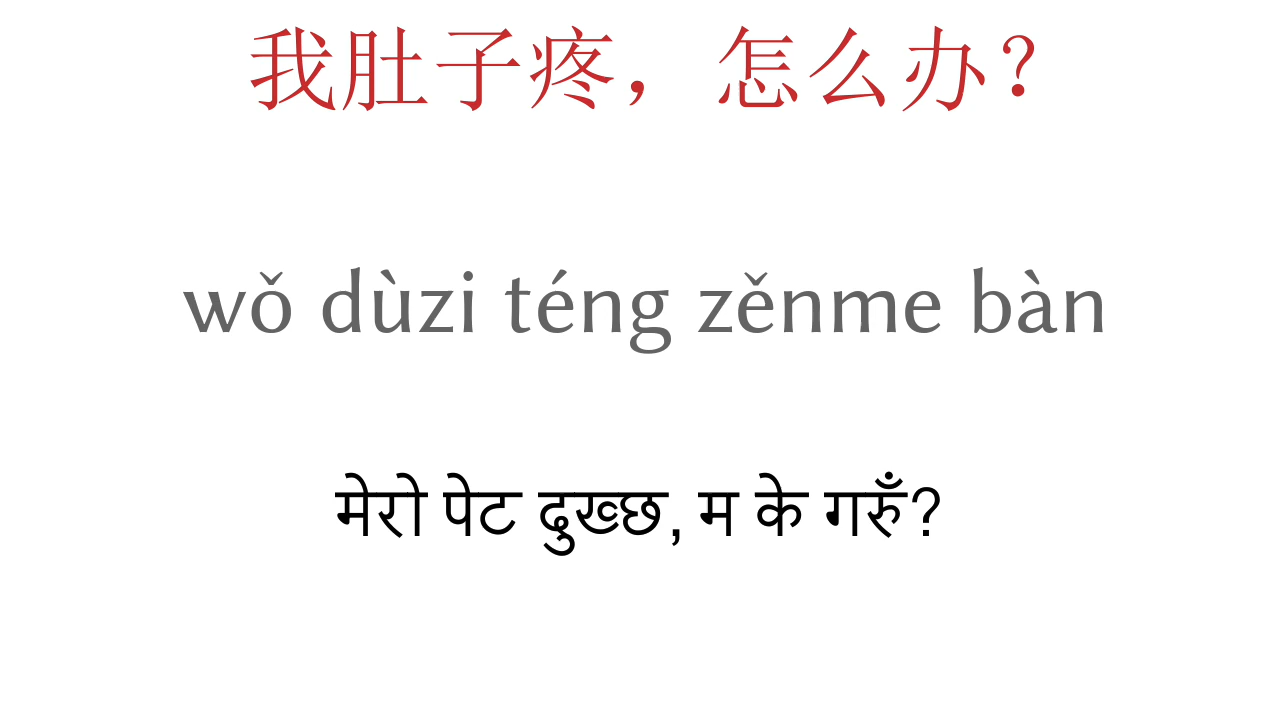 我肚子疼，怎么办？
wǒ dùzi téng zěnme bàn
मेरो पेट दुख्छ, म के गरुँ?